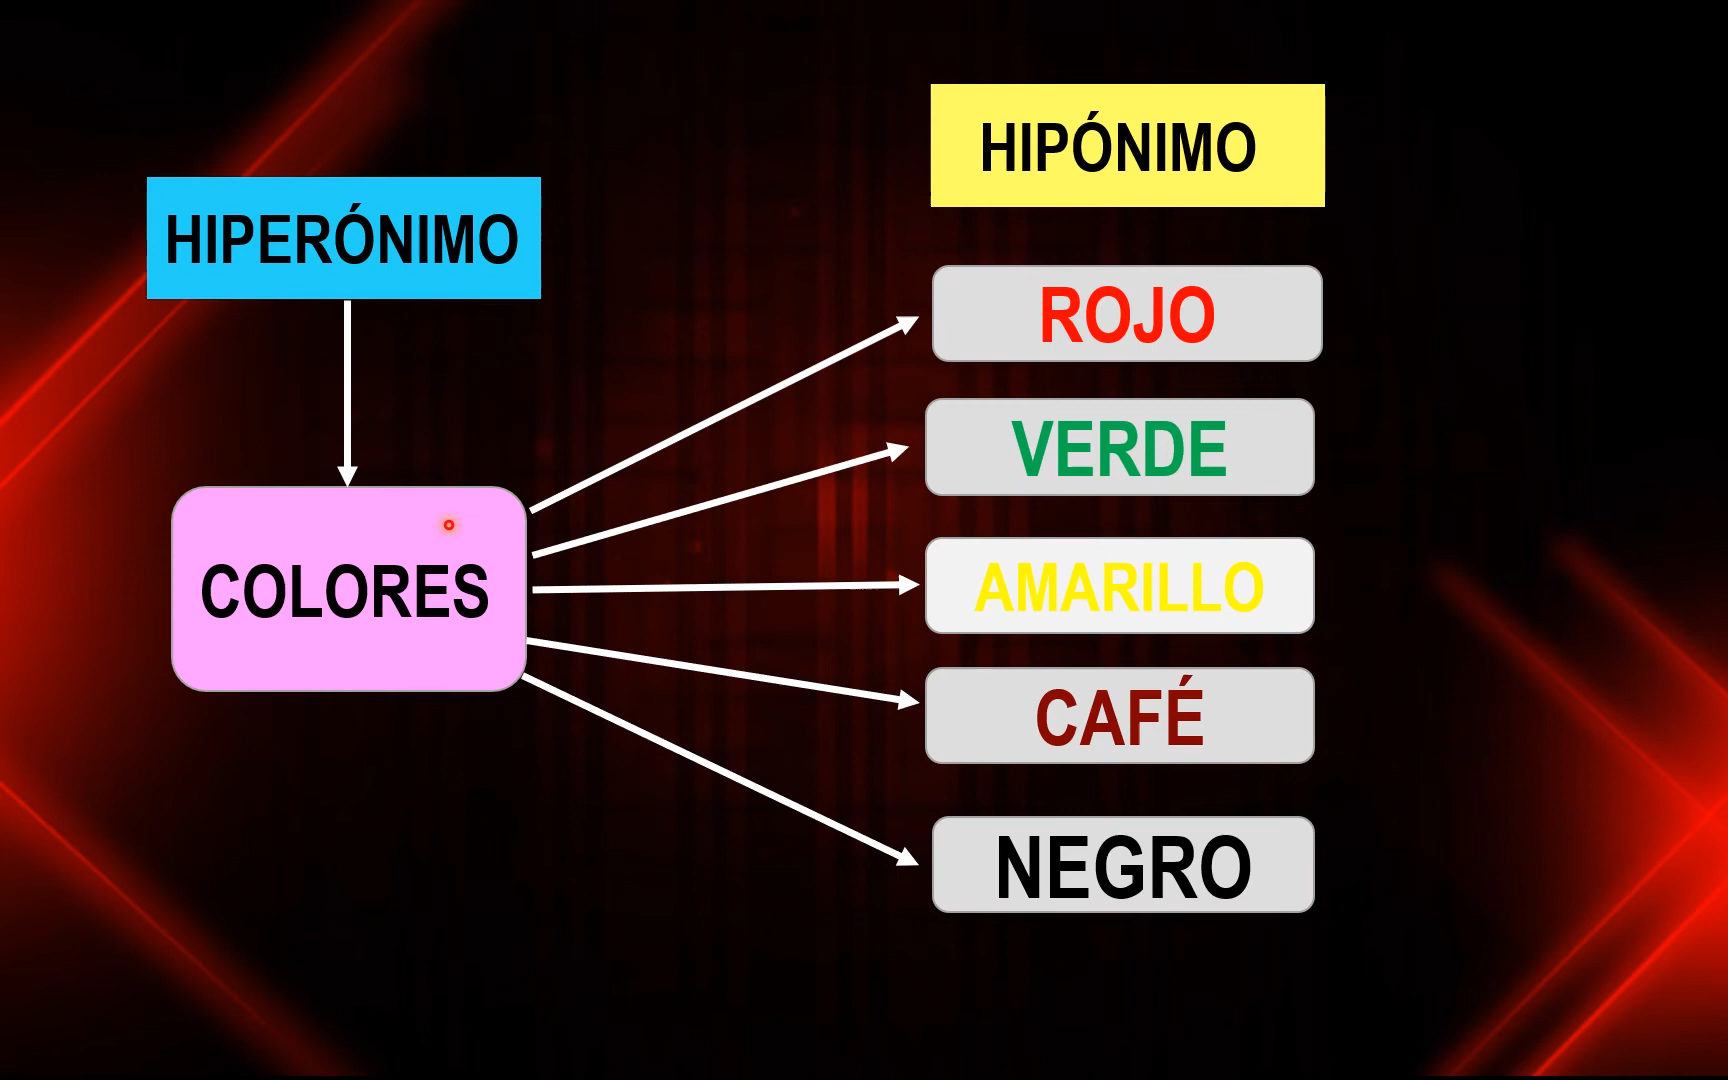 HIPERÓNIMO
COLORES
HIPÓNIMO
ROJO
VERDE
AMARILLO
CAFÉ
NEGRO